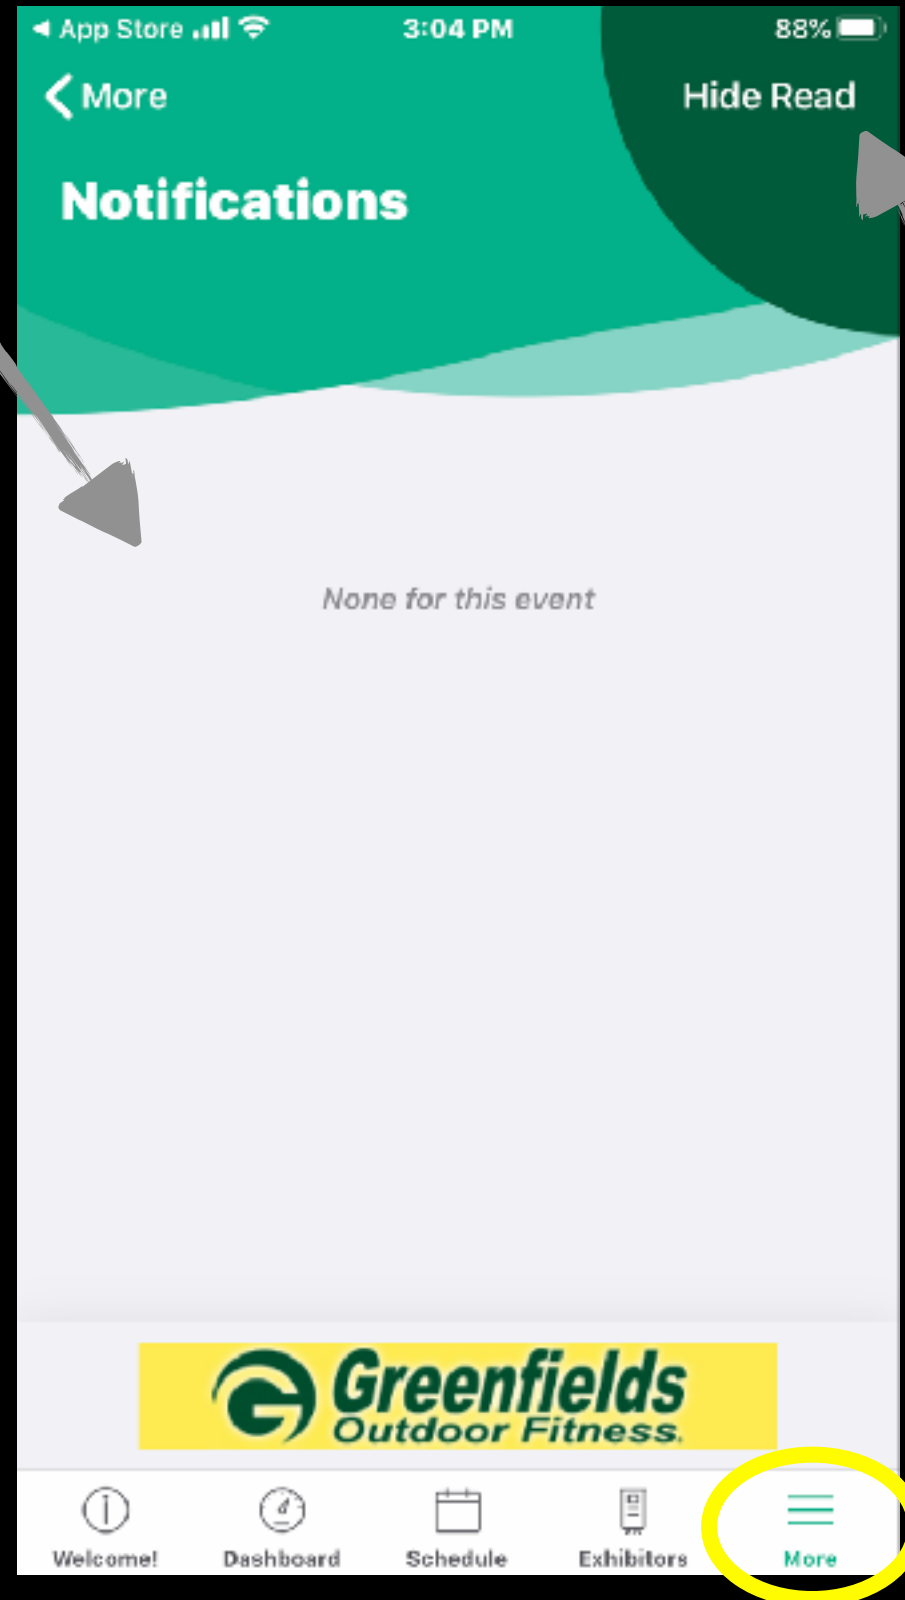 App Store 3:04 PM 88%
More Hide Read
Notifications
None for this event
Greenfields
Outdoor Fitness.
Welcome! Dashboard Schedule Exhibitors More